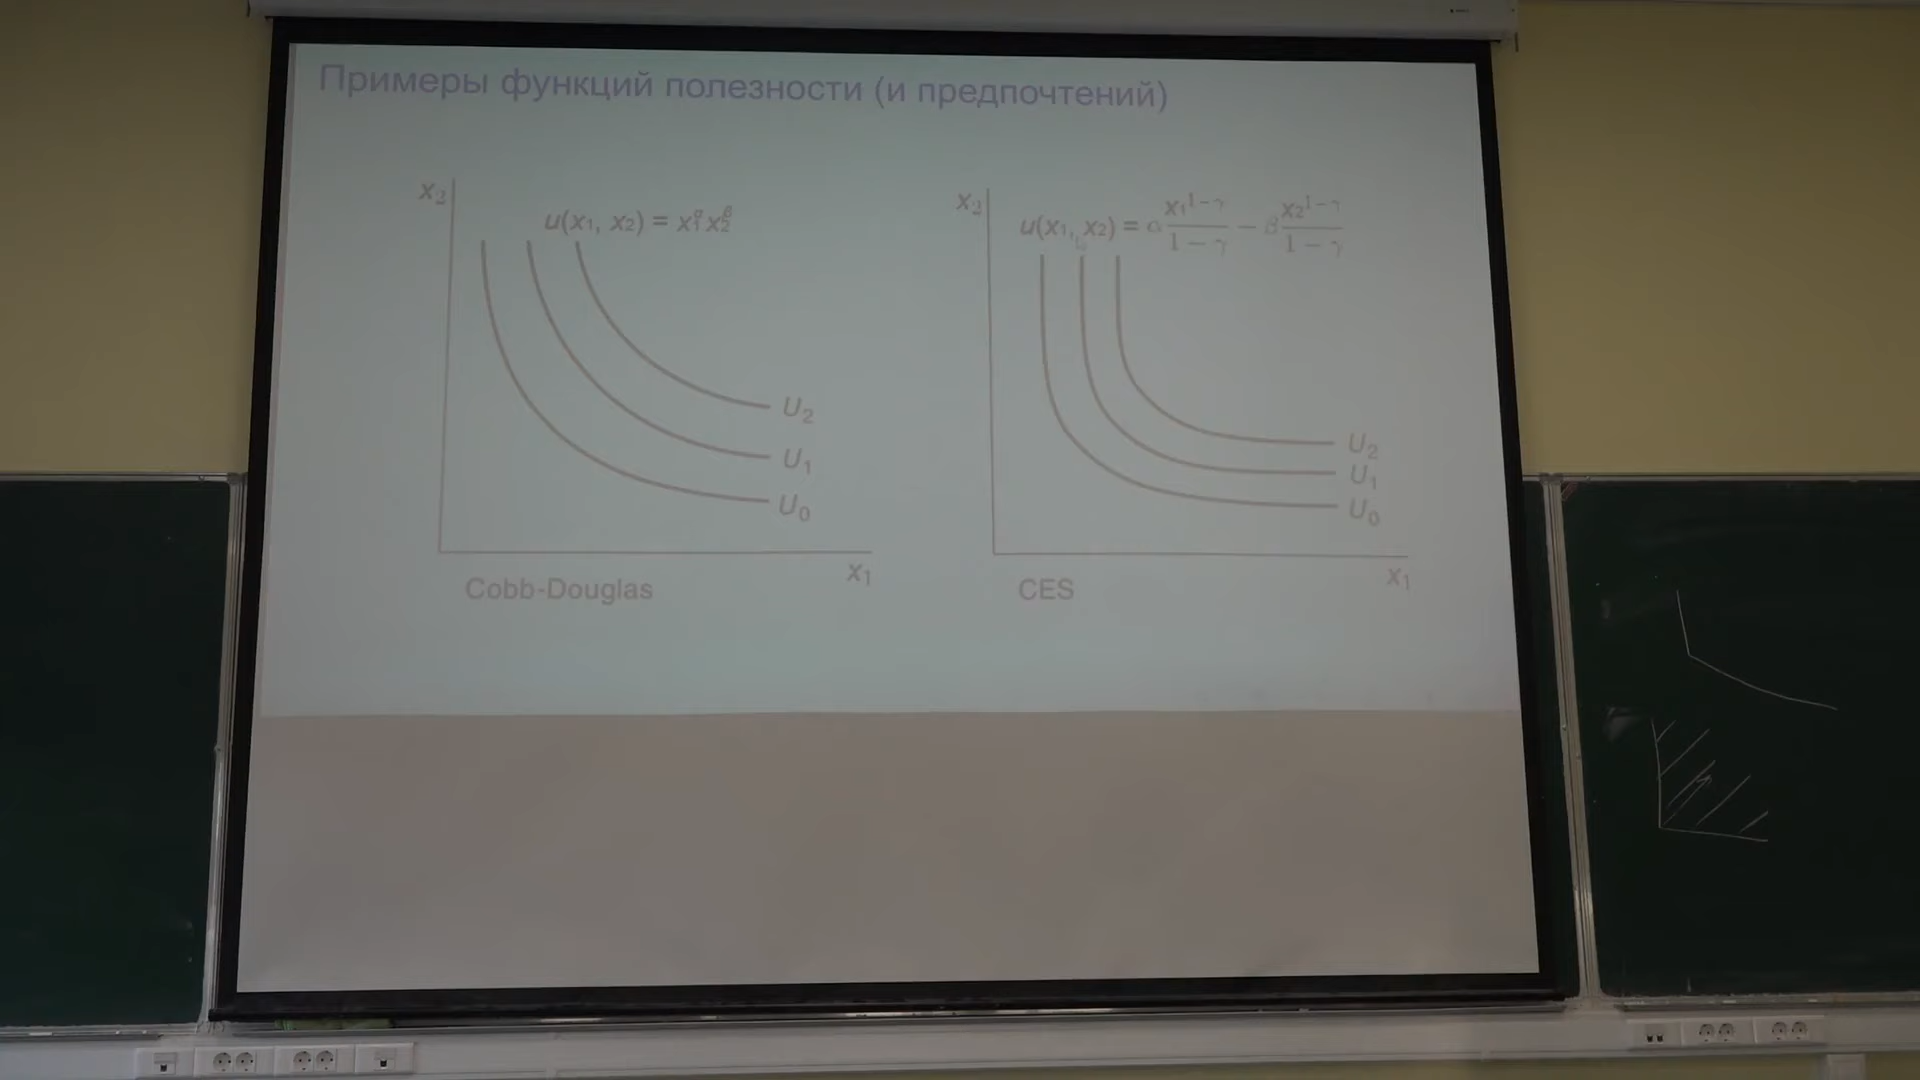 Примеры функций полезности (и предпочтений)
x₂
u(x₁, x₂) = x₁^α x₂^β
U₂
U₁
U₀
x₁
Cobb-Douglas
x₂
u(x₁, x₂) = α x₁^{1−γ}/(1−γ) − β x₂^{1−γ}/(1−γ)
U₂
U₁
U₀
x₁
CES